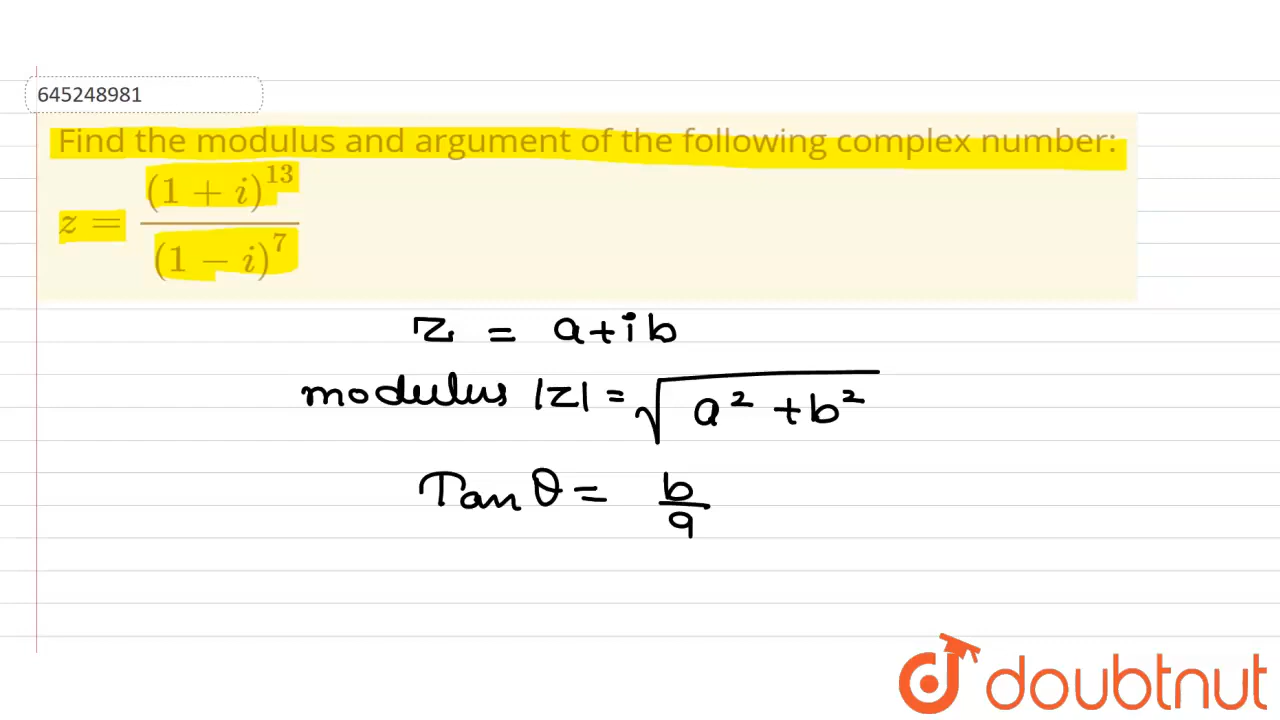 645248981
Find the modulus and argument of the following complex number:
z = (1 + i)^13 / (1 − i)^7
z = a+ib
modulus |z| = √(a² + b²)
Tan θ = b/a
doubtnut